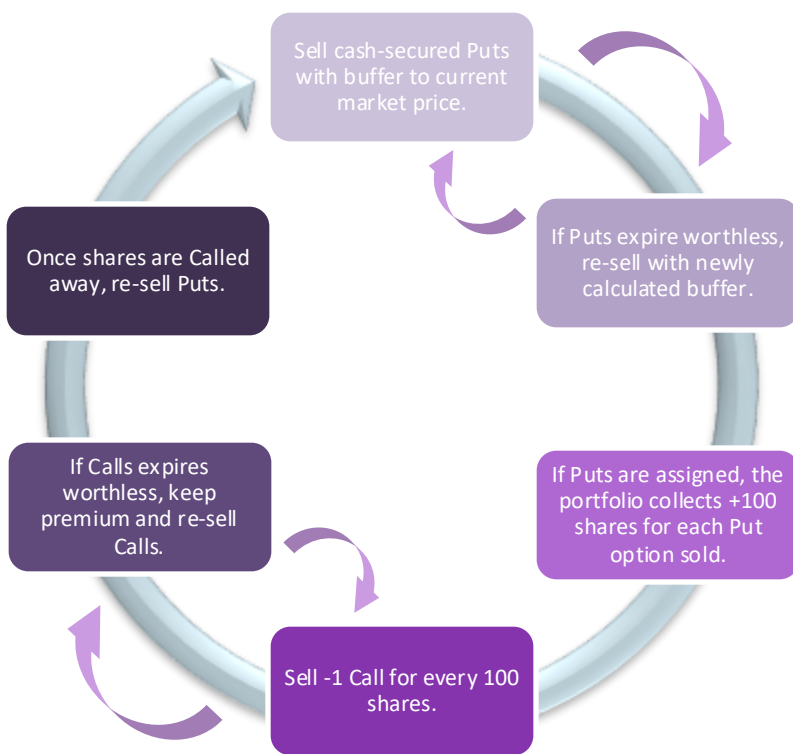 Sell cash-secured Puts
with buffer to current
market price.
If Puts expire worthless,
re-sell with newly
calculated buffer.
If Puts are assigned, the
portfolio collects +100
shares for each Put
option sold.
Sell -1 Call for every 100
shares.
If Calls expires
worthless, keep
premium and re-sell
Calls.
Once shares are Called
away, re-sell Puts.